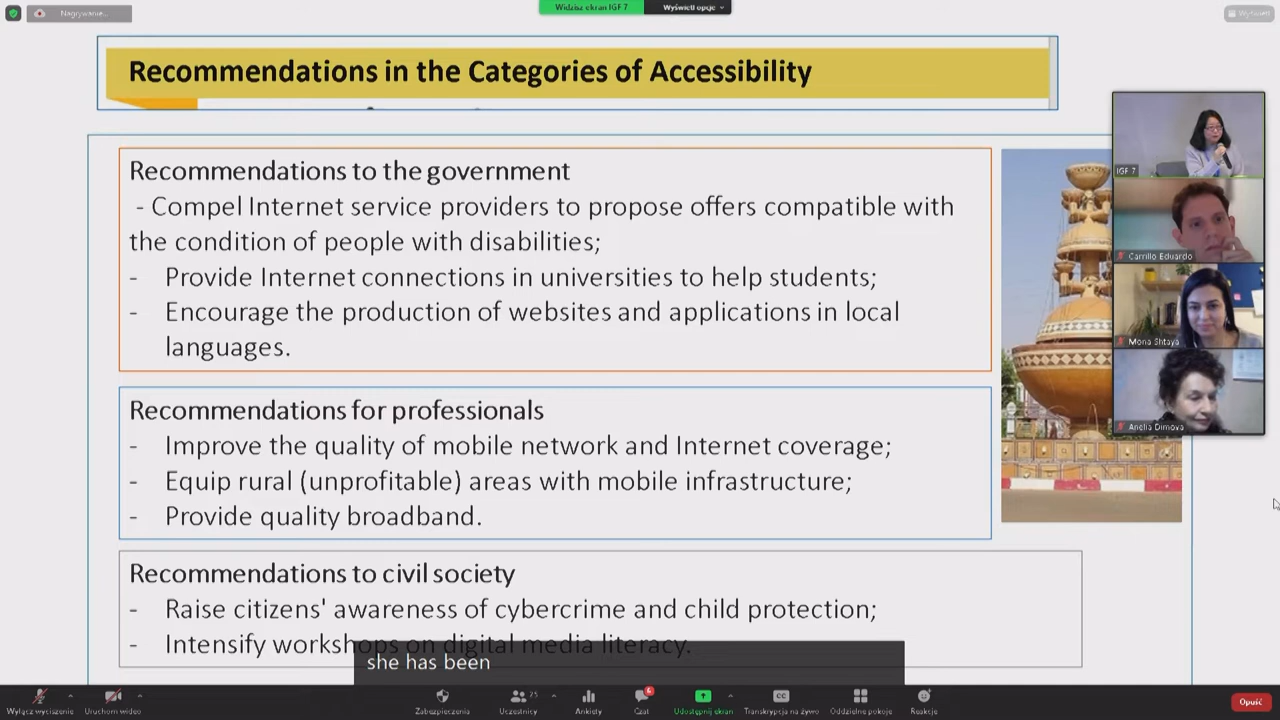 Nagrywanie...
Widzisz ekran IGF 7
Wyświetl opcje
Wyświetl
Recommendations in the Categories of Accessibility
Recommendations to the government
- Compel Internet service providers to propose offers compatible with
the condition of people with disabilities;
- Provide Internet connections in universities to help students;
- Encourage the production of websites and applications in local
languages.
Recommendations for professionals
- Improve the quality of mobile network and Internet coverage;
- Equip rural (unprofitable) areas with mobile infrastructure;
- Provide quality broadband.
Recommendations to civil society
- Raise citizens' awareness of cybercrime and child protection;
- Intensify workshops on digital media literacy.
IGF 7
Carrillo Eduardo
Mona Shtaya
Anelia Dimova
she has been
Wyłącz wyciszenie
Uruchom wideo
Zabezpieczenia
Uczestnicy
25
Ankiety
Czat
6
Udostępnij ekran
CC
Transkrypcja na żywo
Oddzielne pokoje
Reakcje
Opuść